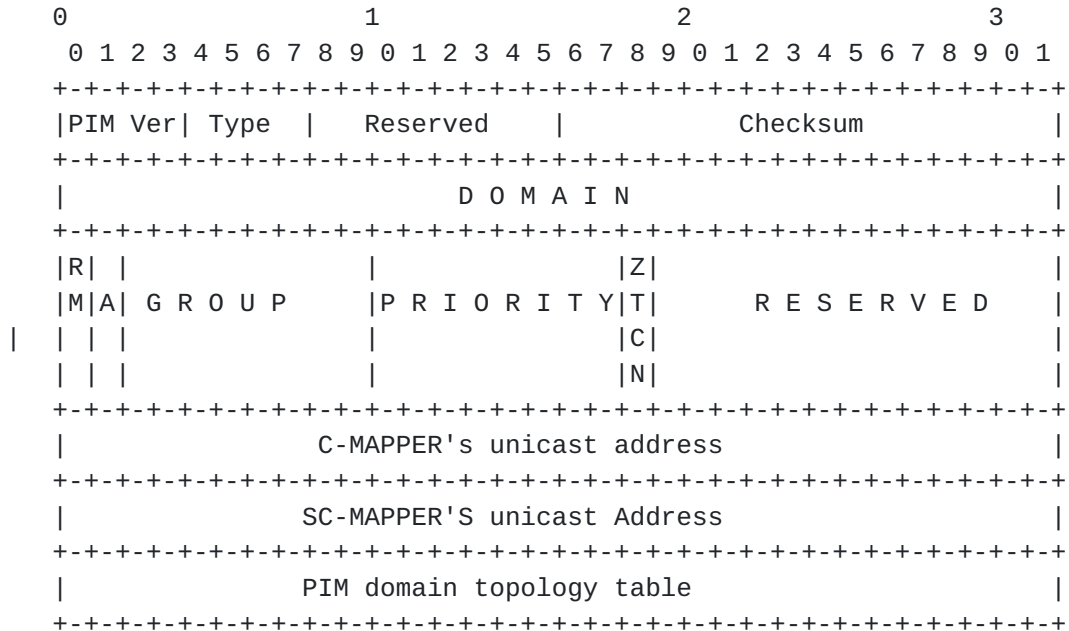 0                   1                   2                   3
     0 1 2 3 4 5 6 7 8 9 0 1 2 3 4 5 6 7 8 9 0 1 2 3 4 5 6 7 8 9 0 1
    +-+-+-+-+-+-+-+-+-+-+-+-+-+-+-+-+-+-+-+-+-+-+-+-+-+-+-+-+-+-+-+-+
    |PIM Ver| Type  |   Reserved    |           Checksum            |
    +-+-+-+-+-+-+-+-+-+-+-+-+-+-+-+-+-+-+-+-+-+-+-+-+-+-+-+-+-+-+-+-+
    |                         D O M A I N                           |
    +-+-+-+-+-+-+-+-+-+-+-+-+-+-+-+-+-+-+-+-+-+-+-+-+-+-+-+-+-+-+-+-+
    |R| |               |               |Z|                         |
    |M|A| G R O U P     |P R I O R I T Y|T|      R E S E R V E D    |
 |  | | |               |               |C|                         |
    | | |               |               |N|                         |
    +-+-+-+-+-+-+-+-+-+-+-+-+-+-+-+-+-+-+-+-+-+-+-+-+-+-+-+-+-+-+-+-+
    |                C-MAPPER's unicast address                     |
    +-+-+-+-+-+-+-+-+-+-+-+-+-+-+-+-+-+-+-+-+-+-+-+-+-+-+-+-+-+-+-+-+
    |               SC-MAPPER'S unicast Address                     |
    +-+-+-+-+-+-+-+-+-+-+-+-+-+-+-+-+-+-+-+-+-+-+-+-+-+-+-+-+-+-+-+-+
    |               PIM domain topology table                       |
    +-+-+-+-+-+-+-+-+-+-+-+-+-+-+-+-+-+-+-+-+-+-+-+-+-+-+-+-+-+-+-+-+